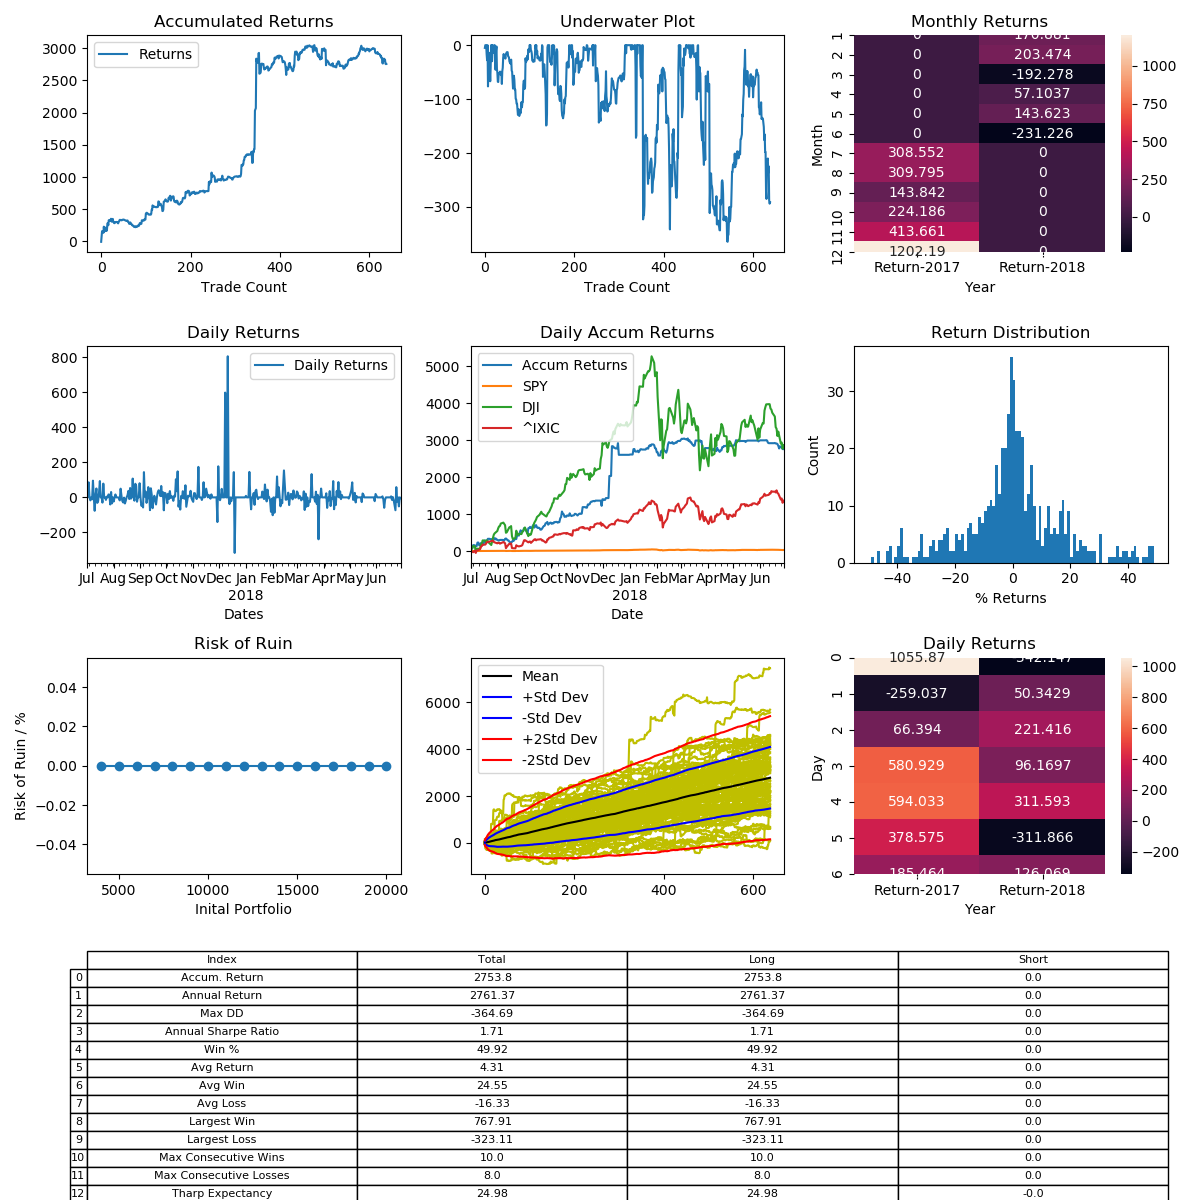 Accumulated Returns
Returns
3000
2500
2000
1500
1000
500
0
0 200 400 600
Trade Count
Underwater Plot
0
−100
−200
−300
0 200 400 600
Trade Count
Monthly Returns
Month
1 0
2 0 203.474
3 0 -192.278
4 0 57.1037
5 0 143.623
6 0 -231.226
7 308.552 0
8 309.795 0
9 143.842 0
10 224.186 0
11 413.661 0
12 1202.19 0
Return-2017 Return-2018
Year
1000
750
500
250
0
Daily Returns
Daily Returns
800
600
400
200
0
−200
Jul Aug Sep Oct Nov Dec Jan Feb Mar Apr May Jun
2018
Dates
Daily Accum Returns
Accum Returns
SPY
DJI
^IXIC
5000
4000
3000
2000
1000
0
Jul Aug Sep Oct Nov Dec Jan Feb Mar Apr May Jun
2018
Date
Return Distribution
Count
30
20
10
0
−40 −20 0 20 40
% Returns
Risk of Ruin
Risk of Ruin / %
0.04
0.02
0.00
−0.02
−0.04
5000 10000 15000 20000
Inital Portfolio
Mean
+Std Dev
-Std Dev
+2Std Dev
-2Std Dev
6000
4000
2000
0
0 200 400 600
Daily Returns
Day
0 1055.87
1 -259.037 50.3429
2 66.394 221.416
3 580.929 96.1697
4 594.033 311.593
5 378.575 -311.866
6 185.464 126.069
Return-2017 Return-2018
Year
1000
800
600
400
200
0
−200
Index Total Long Short
0 Accum. Return 2753.8 2753.8 0.0
1 Annual Return 2761.37 2761.37 0.0
2 Max DD -364.69 -364.69 0.0
3 Annual Sharpe Ratio 1.71 1.71 0.0
4 Win % 49.92 49.92 0.0
5 Avg Return 4.31 4.31 0.0
6 Avg Win 24.55 24.55 0.0
7 Avg Loss -16.33 -16.33 0.0
8 Largest Win 767.91 767.91 0.0
9 Largest Loss -323.11 -323.11 0.0
10 Max Consecutive Wins 10.0 10.0 0.0
11 Max Consecutive Losses 8.0 8.0 0.0
12 Tharp Expectancy 24.98 24.98 -0.0